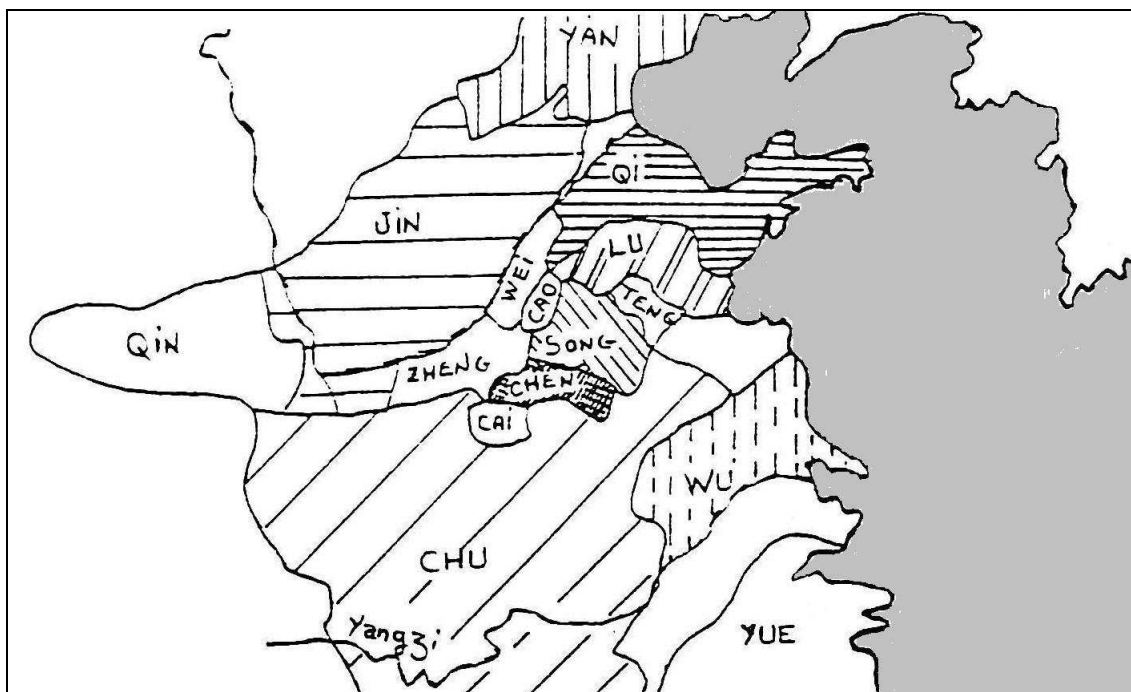 YAN
Qi
JiN
LU
WEi
CAO
TENG
QiN
SONG
ZHENG
CHEN
CAi
WU
CHU
Yangzi
YUE